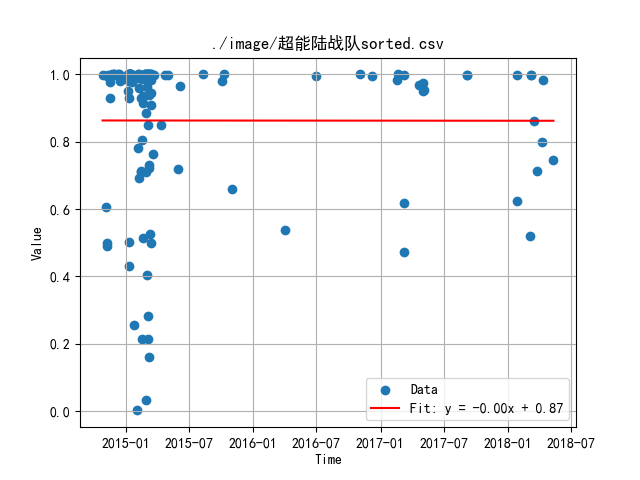 ./image/超能陆战队sorted.csv
1.0
0.8
0.6
0.4
0.2
0.0
Value
Data
Fit: y = -0.00x + 0.87
2015-01 2015-07 2016-01 2016-07 2017-01 2017-07 2018-01 2018-07
Time